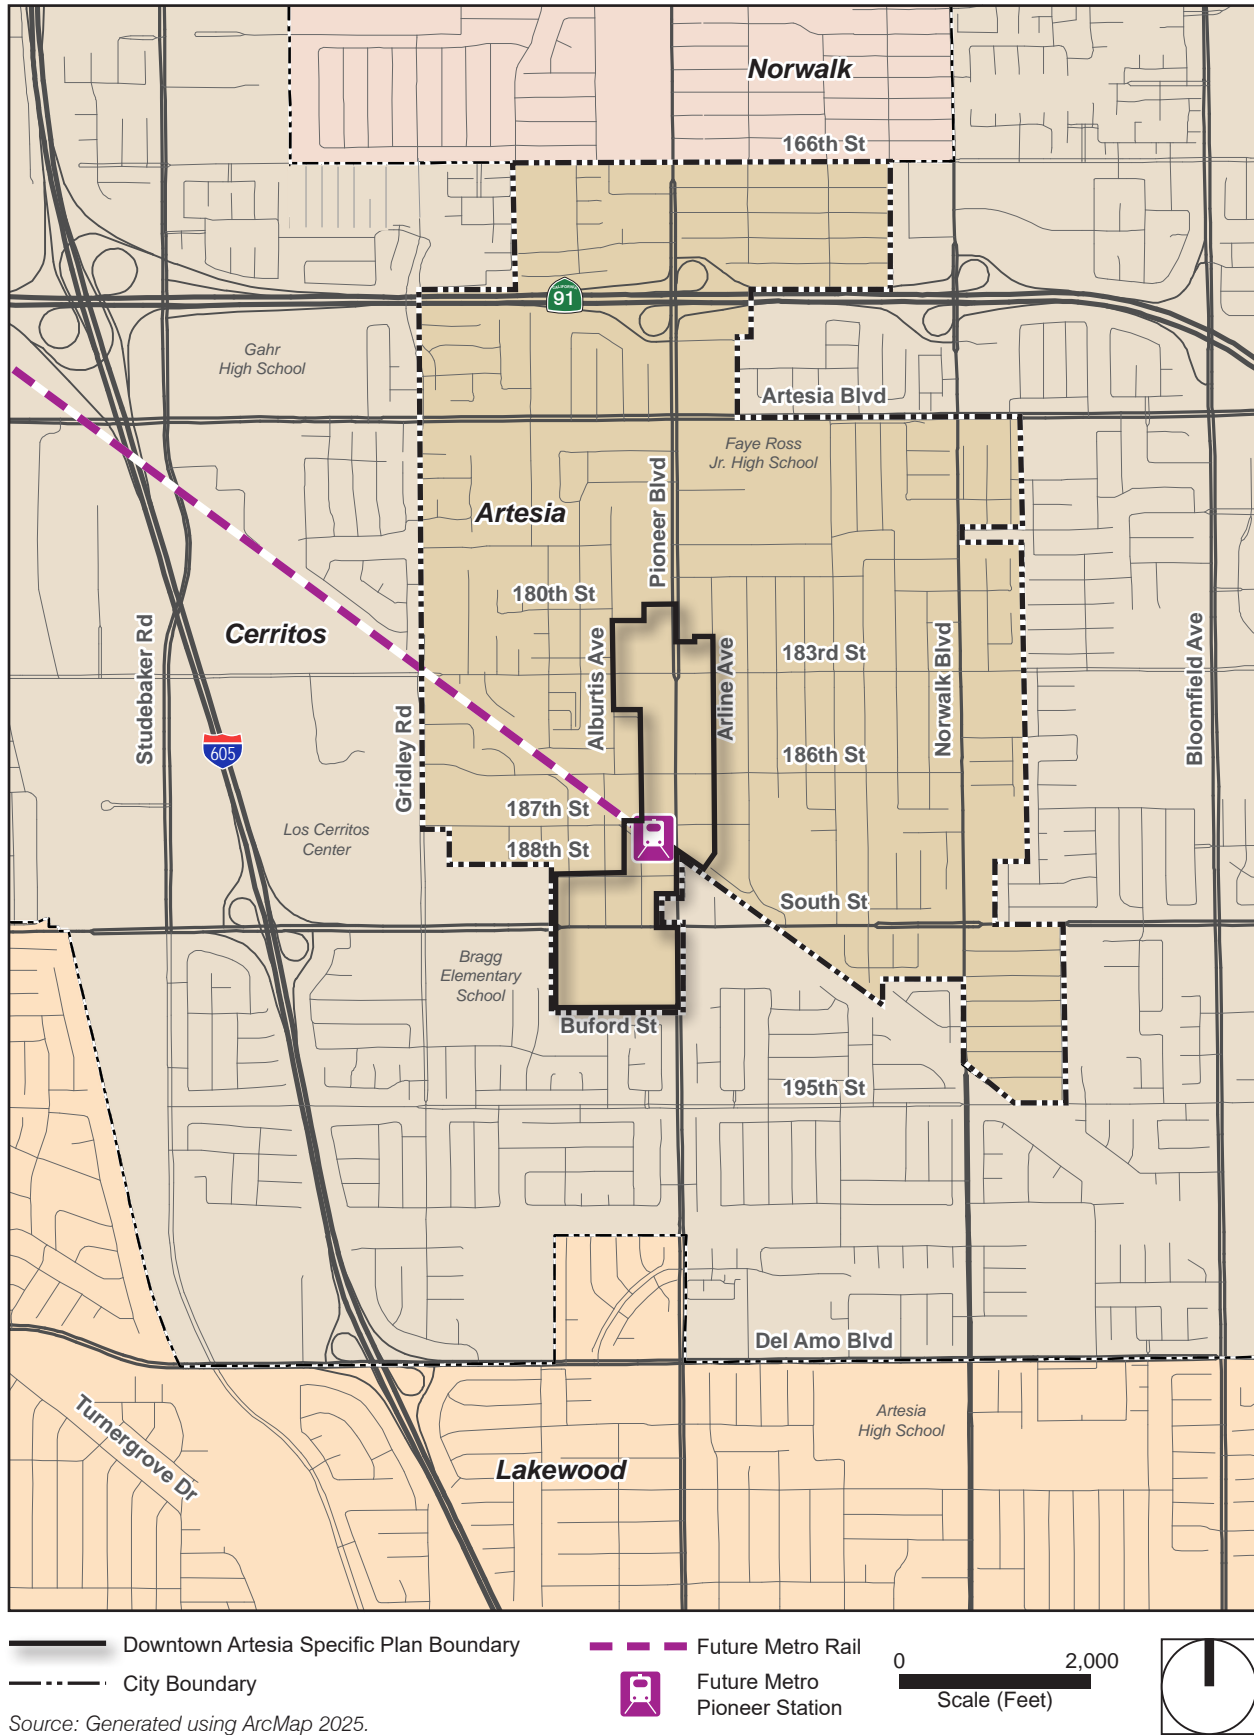 Norwalk
166th St
CALIFORNIA
91
Gahr
High School
Artesia Blvd
Faye Ross
Jr. High School
Pioneer Blvd
Artesia
180th St
Cerritos
Studebaker Rd
Alburtis Ave
Arline Ave
183rd St
Norwalk Blvd
Bloomfield Ave
605
Gridley Rd
186th St
187th St
Los Cerritos
Center
188th St
South St
Bragg
Elementary
School
Buford St
195th St
Del Amo Blvd
Turnergrove Dr
Artesia
High School
Lakewood
Downtown Artesia Specific Plan Boundary
City Boundary
Future Metro Rail
Future Metro
Pioneer Station
0 2,000
Scale (Feet)
Source: Generated using ArcMap 2025.